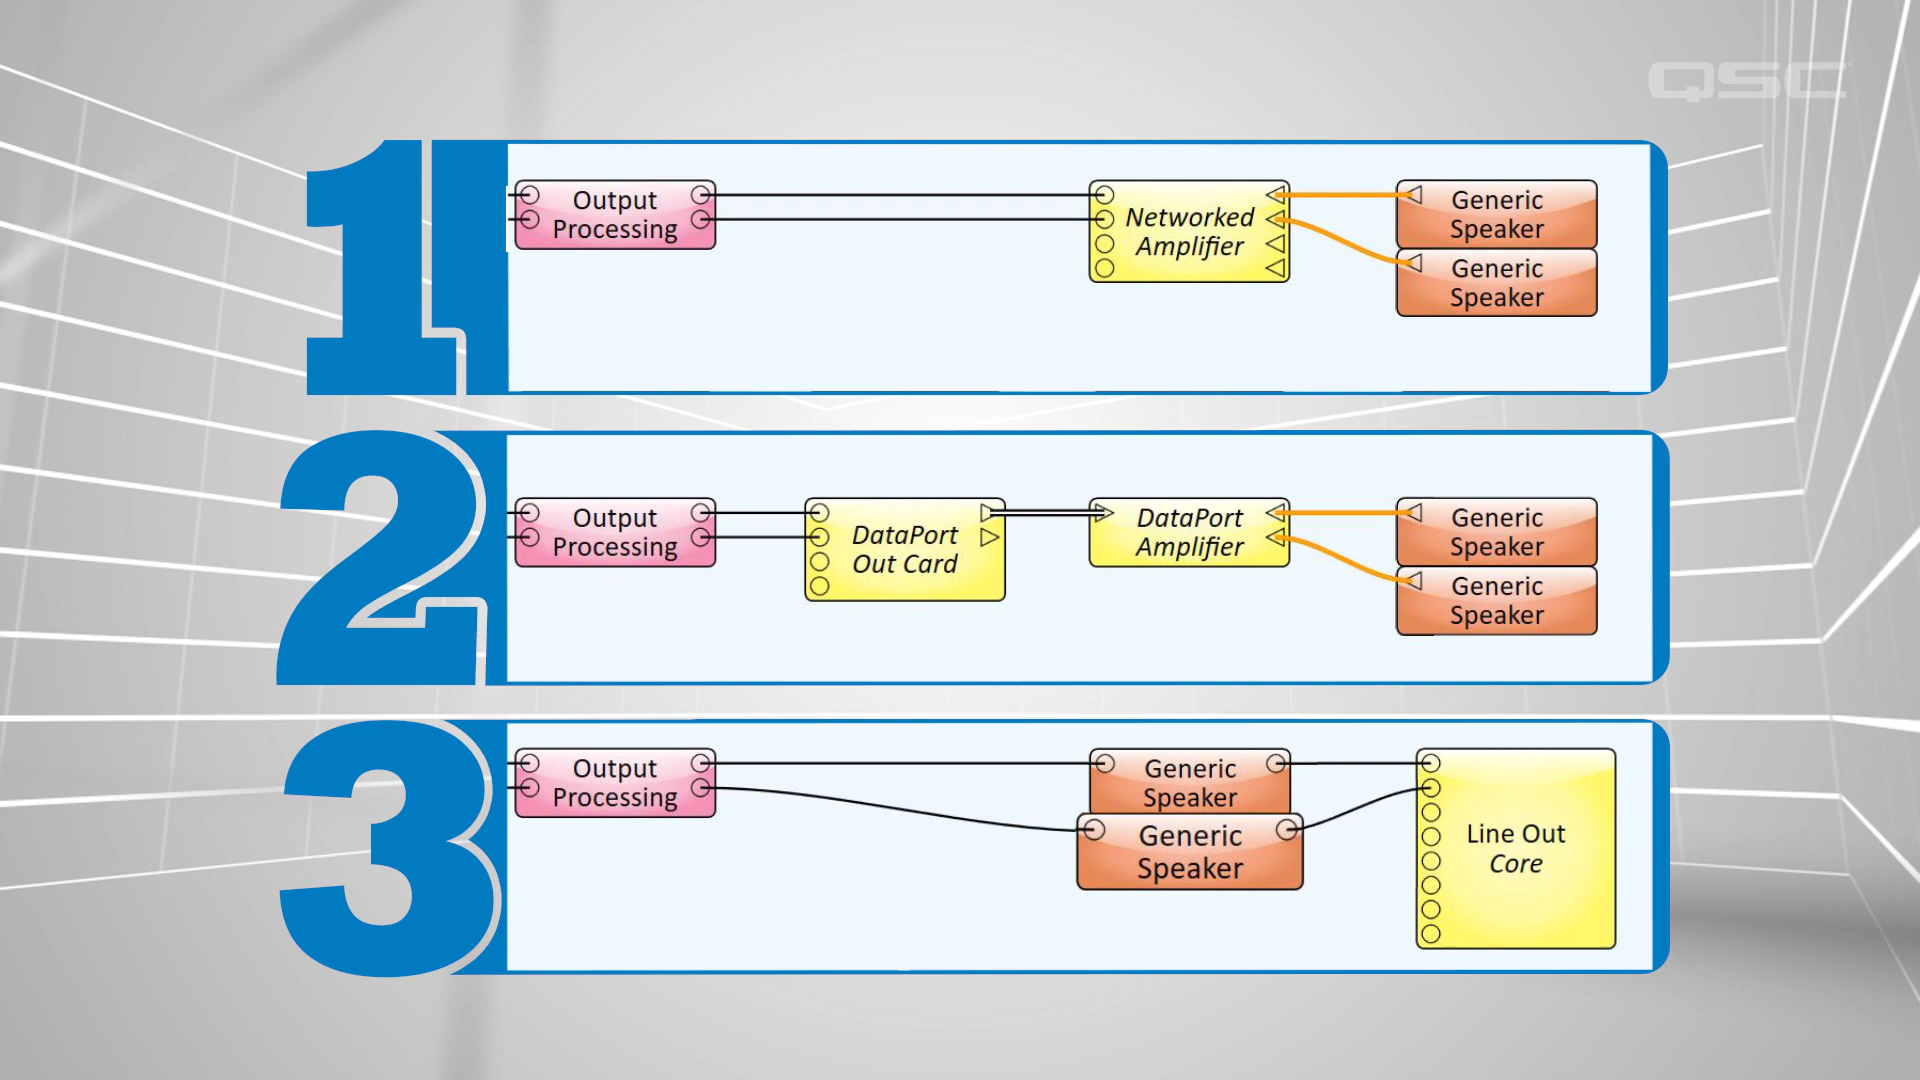 QSC
1
Output
Processing
Networked
Amplifier
Generic
Speaker
Generic
Speaker
2
Output
Processing
DataPort
Out Card
DataPort
Amplifier
Generic
Speaker
Generic
Speaker
3
Output
Processing
Generic
Speaker
Generic
Speaker
Line Out
Core